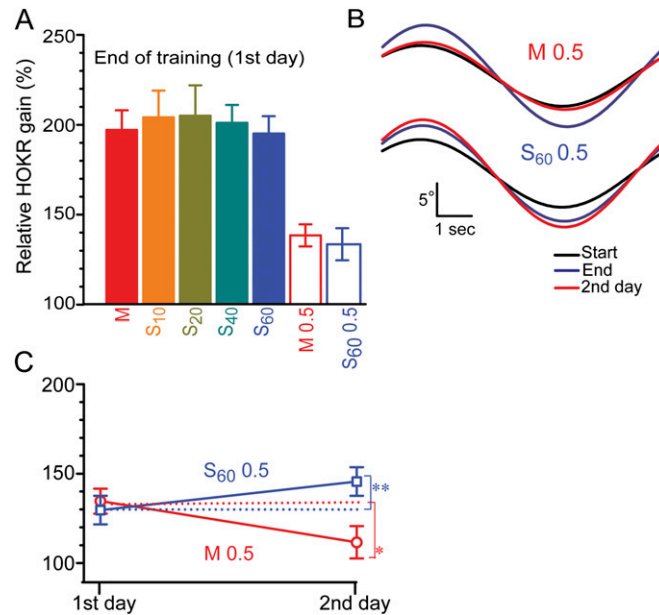 A
End of training (1st day)
Relative HOKR gain (%)
250
200
150
100
M
S10
S20
S40
S60
M 0.5
S60 0.5
B
M 0.5
S60 0.5
5°
1 sec
Start
End
2nd day
C
200
150
100
S60 0.5
M 0.5
**
*
1st day
2nd day